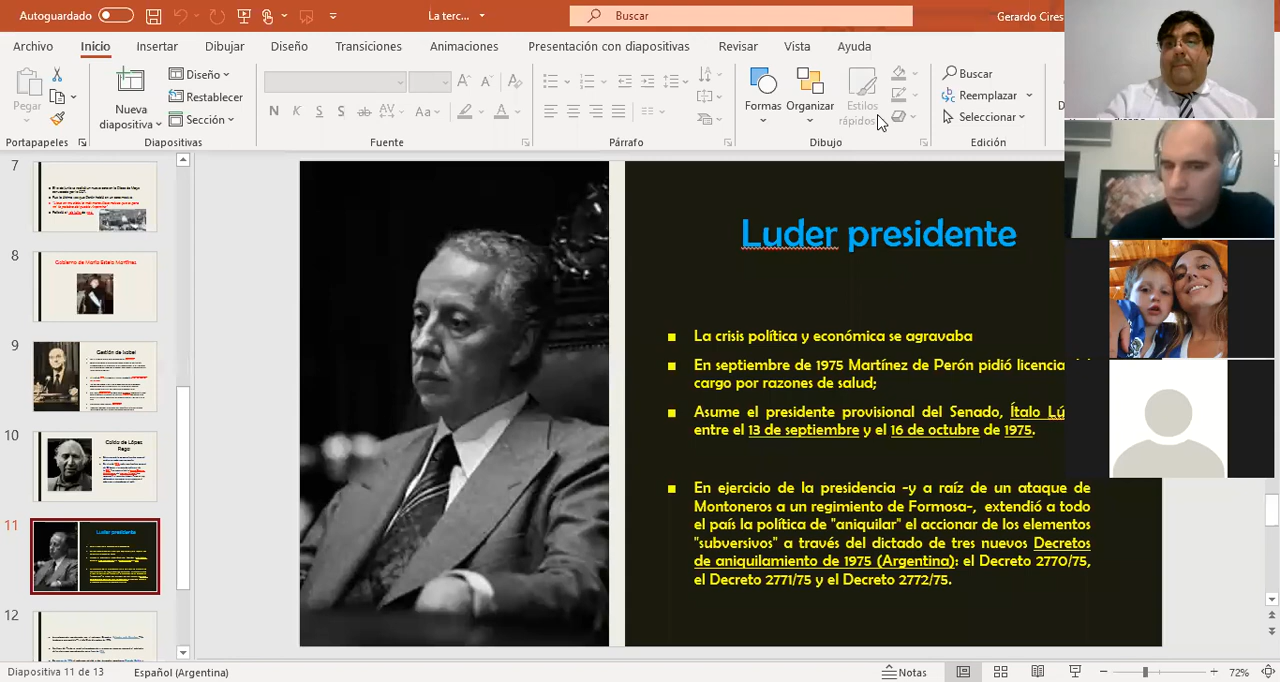 Autoguardado
La terc...
Buscar
Gerardo Cires
Archivo Inicio Insertar Dibujar Diseño Transiciones Animaciones Presentación con diapositivas Revisar Vista Ayuda
Pegar
Nueva diapositiva
Diseño
Restablecer
Sección
N K S S ab AV Aa A
Formas Organizar Estilos rápidos
Buscar
Reemplazar
Seleccionar
Portapapeles Diapositivas Fuente Párrafo Dibujo Edición
7
8
Gobierno de María Estela Martínez
9
Gestión de Isabel
10
Caída de López Rega
11
Luder presidente
12
Luder presidente
La crisis política y económica se agravaba
En septiembre de 1975 Martínez de Perón pidió licencia
cargo por razones de salud;
Asume el presidente provisional del Senado, Ítalo Lú
entre el 13 de septiembre y el 16 de octubre de 1975.
En ejercicio de la presidencia -y a raíz de un ataque de
Montoneros a un regimiento de Formosa-, extendió a todo
el país la política de "aniquilar" el accionar de los elementos
"subversivos" a través del dictado de tres nuevos Decretos
de aniquilamiento de 1975 (Argentina): el Decreto 2770/75,
el Decreto 2771/75 y el Decreto 2772/75.
Diapositiva 11 de 13 Español (Argentina) Notas 72%